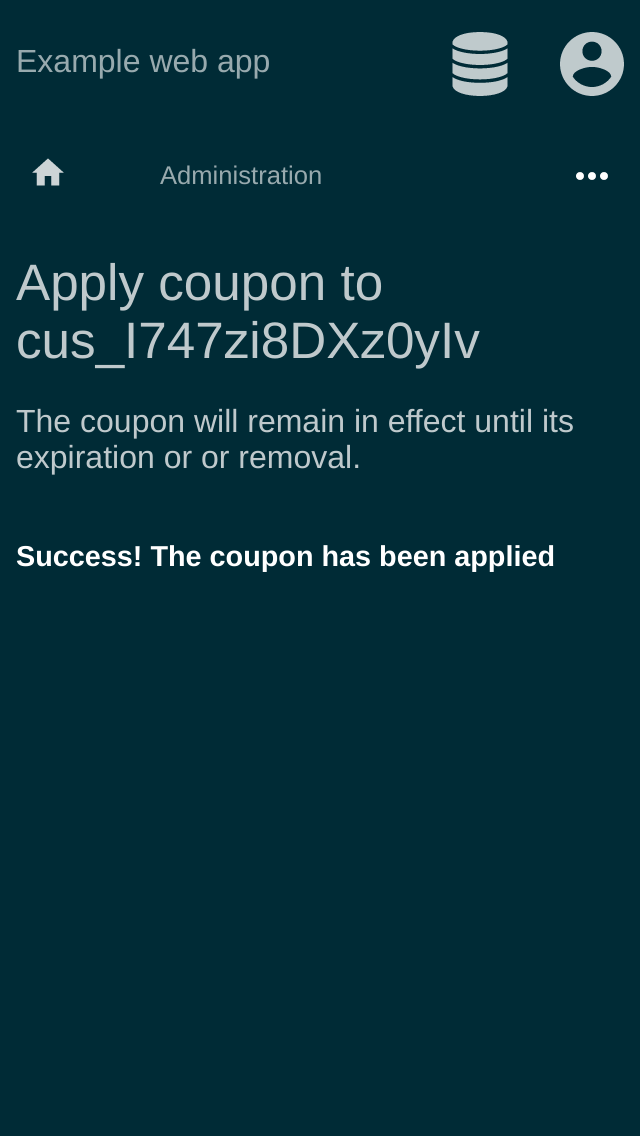 Example web app
Administration
Apply coupon to
cus_I747zi8DXz0yIv
The coupon will remain in effect until its
expiration or or removal.
Success! The coupon has been applied